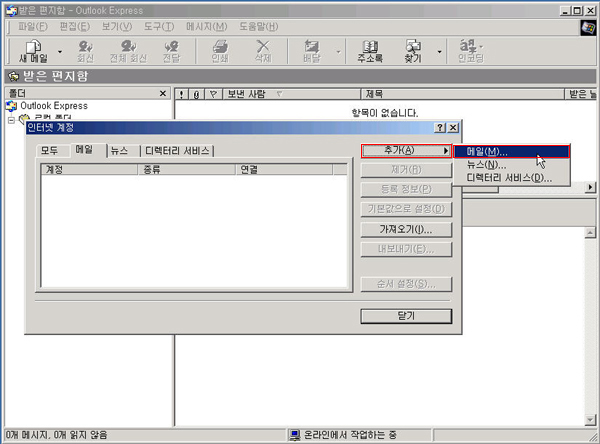 받은 편지함 - Outlook Express
파일(F) 편집(E) 보기(V) 도구(T) 메시지(M) 도움말(H)
새 메일 회신 전체 회신 전달 인쇄 삭제 배달 주소록 찾기 인코딩
받은 편지함
폴더
! 보낸 사람 제목 받은 날
Outlook Express
로컬 폴더
항목이 없습니다.
인터넷 계정
모두 메일 뉴스 디렉터리 서비스
계정 종류 연결
추가(A)
제거(R)
등록 정보(P)
기본값으로 설정(D)
가져오기(I)...
내보내기(E)...
순서 설정(S)...
닫기
메일(M)...
뉴스(N)...
디렉터리 서비스(D)...
0개 메시지, 0개 읽지 않음 온라인에서 작업하는 중